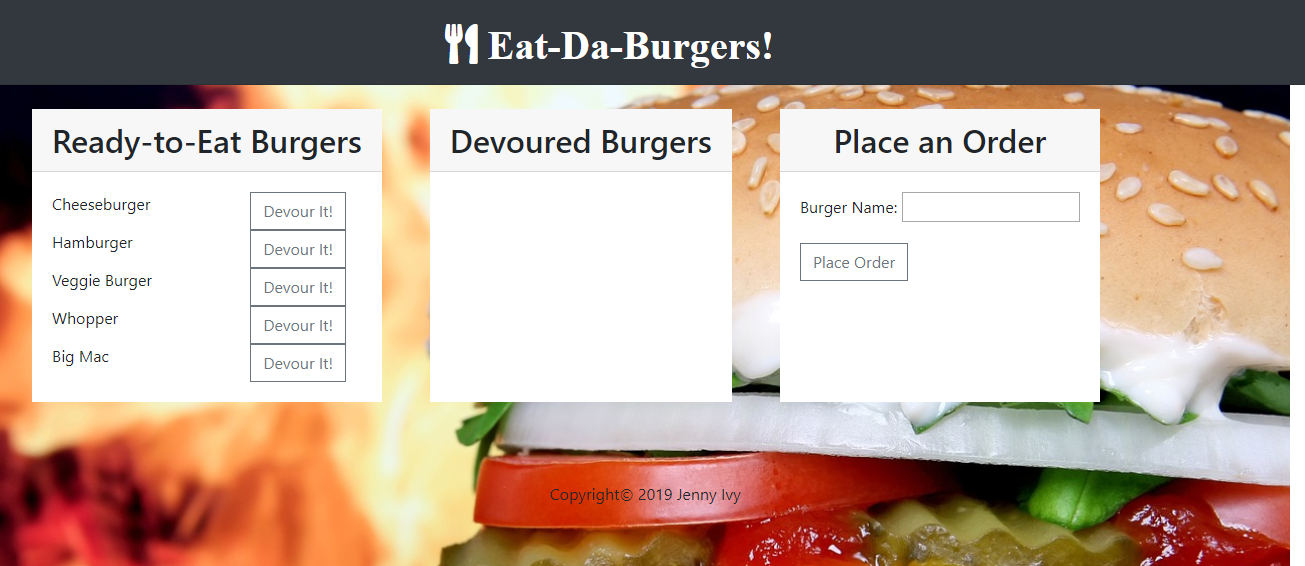 Eat-Da-Burgers!
Ready-to-Eat Burgers
Cheeseburger Devour It!
Hamburger Devour It!
Veggie Burger Devour It!
Whopper Devour It!
Big Mac Devour It!
Devoured Burgers
Place an Order
Burger Name:
Place Order
Copyright© 2019 Jenny Ivy